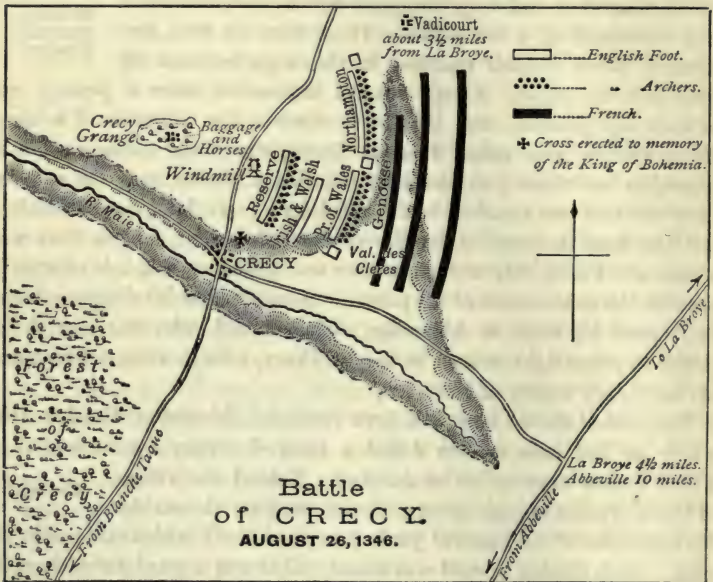 Vadicourt
about 3½ miles
from La Broye.
English Foot.
Archers.
French.
Cross erected to memory
of the King of Bohemia.
Crecy
Grange
Baggage
and
Horses
Windmill
Reserve
Irish & Welsh
Pr. of Wales
Northampton
Genoese
Val. des
Cleres
R. Maie
CRECY
Forest
of
Crecy
From Blanche Taque
To La Broye
La Broye 4½ miles.
Abbeville 10 miles.
From Abbeville
Battle
of CRECY.
AUGUST 26, 1346.